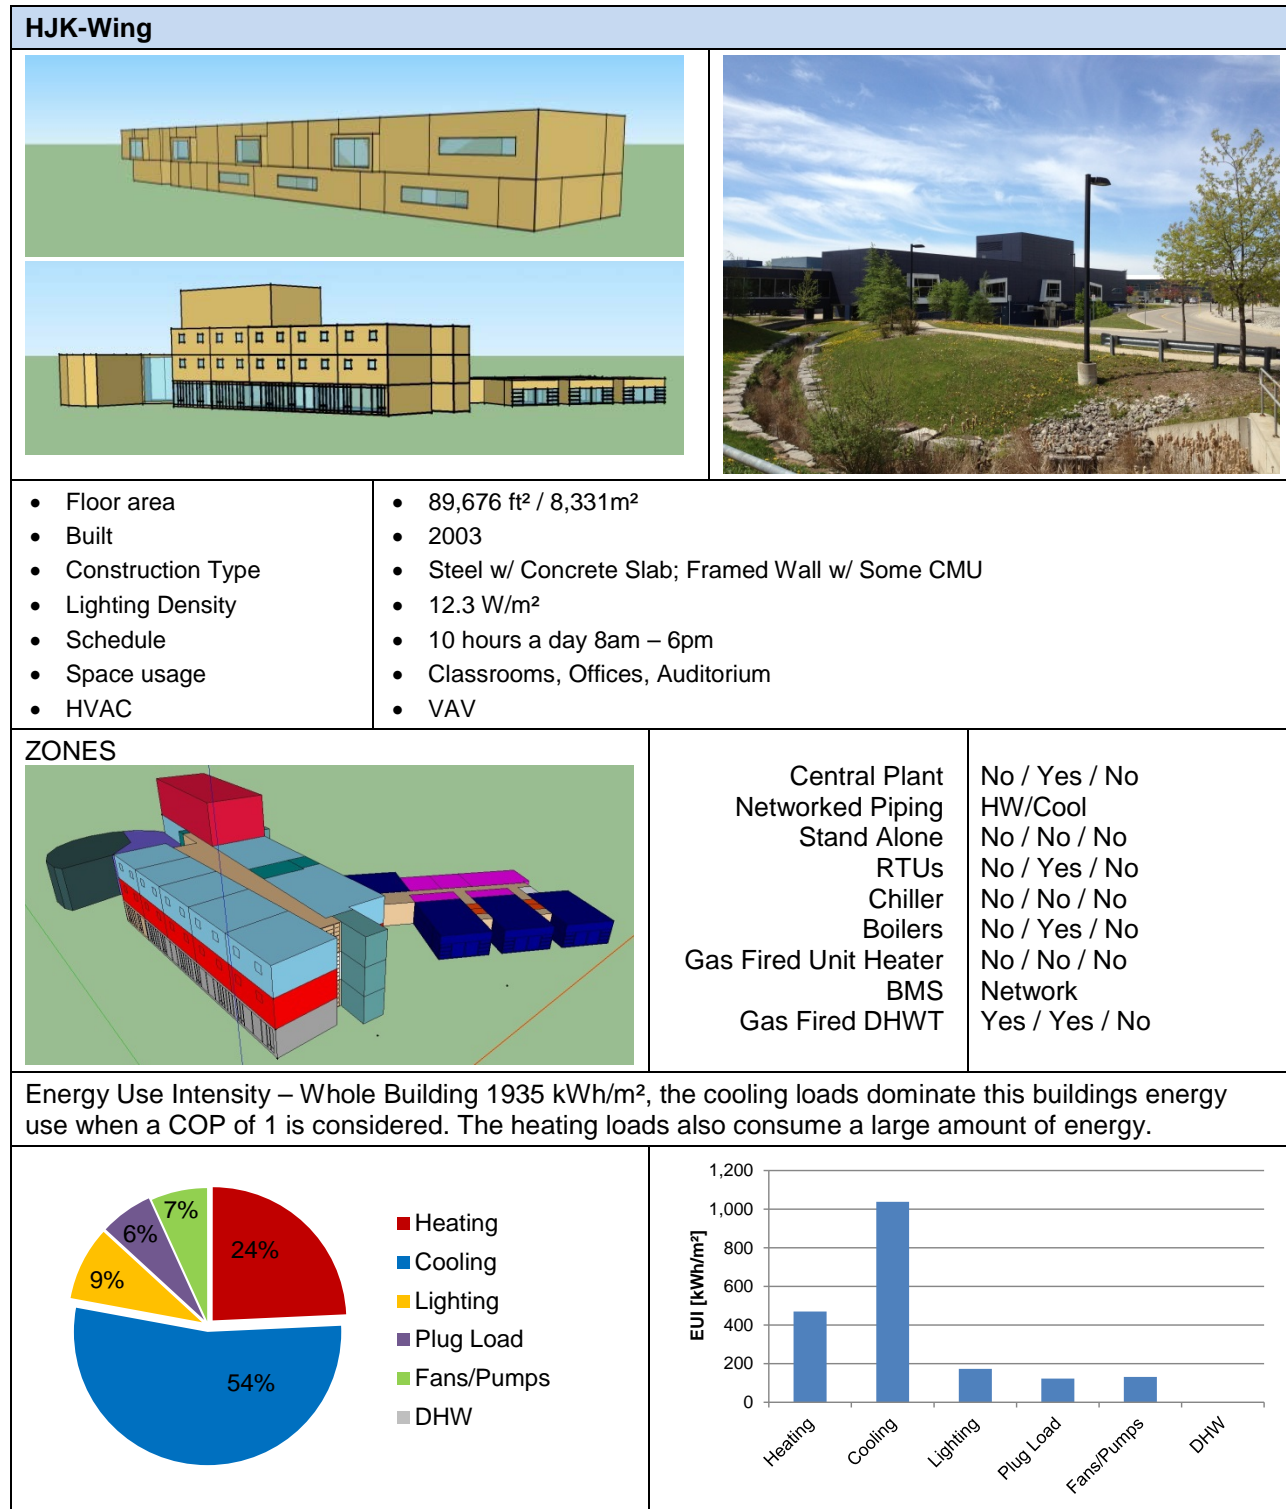 HJK-Wing
• Floor area
• Built
• Construction Type
• Lighting Density
• Schedule
• Space usage
• HVAC
• 89,676 ft² / 8,331m²
• 2003
• Steel w/ Concrete Slab; Framed Wall w/ Some CMU
• 12.3 W/m²
• 10 hours a day 8am – 6pm
• Classrooms, Offices, Auditorium
• VAV
ZONES
Central Plant
Networked Piping
Stand Alone
RTUs
Chiller
Boilers
Gas Fired Unit Heater
BMS
Gas Fired DHWT
No / Yes / No
HW/Cool
No / No / No
No / Yes / No
No / No / No
No / Yes / No
No / No / No
Network
Yes / Yes / No
Energy Use Intensity – Whole Building 1935 kWh/m², the cooling loads dominate this buildings energy
use when a COP of 1 is considered. The heating loads also consume a large amount of energy.
7%
6%
24%
9%
54%
Heating
Cooling
Lighting
Plug Load
Fans/Pumps
DHW
EUI [kWh/m²]
1,200
1,000
800
600
400
200
0
Heating
Cooling
Lighting
Plug Load
Fans/Pumps
DHW